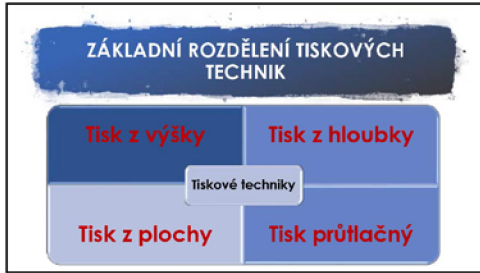 ZÁKLADNÍ ROZDĚLENÍ TISKOVÝCH
TECHNIK
Tisk z výšky
Tisk z hloubky
Tiskové techniky
Tisk z plochy
Tisk průtlačný